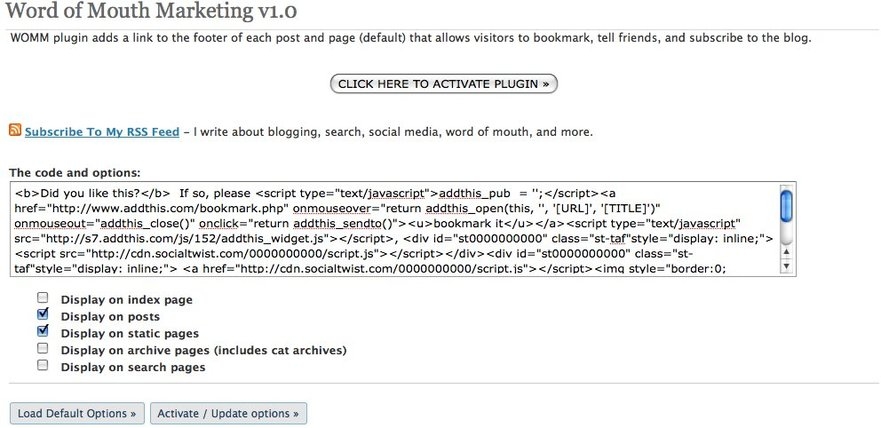 Word of Mouth Marketing v1.0
WOMM plugin adds a link to the footer of each post and page (default) that allows visitors to bookmark, tell friends, and subscribe to the blog.
CLICK HERE TO ACTIVATE PLUGIN »
Subscribe To My RSS Feed – I write about blogging, search, social media, word of mouth, and more.
The code and options:
<b>Did you like this?</b>  If so, please <script type="text/javascript">addthis_pub  = '';</script><a
href="http://www.addthis.com/bookmark.php" onmouseover="return addthis_open(this, '', '[URL]', '[TITLE]')"
onmouseout="addthis_close()" onclick="return addthis_sendto()"><u>bookmark it</u></a><script type="text/javascript"
src="http://s7.addthis.com/js/152/addthis_widget.js"></script>, <div id="st0000000000" class="st-taf"style="display: inline;">
<script src="http://cdn.socialtwist.com/0000000000/script.js"></script></div><div id="st0000000000" class="st-
taf"style="display: inline;"> <a href="http://cdn.socialtwist.com/0000000000/script.js"></script><img style="border:0;
Display on index page
Display on posts
Display on static pages
Display on archive pages (includes cat archives)
Display on search pages
Load Default Options » Activate / Update options »